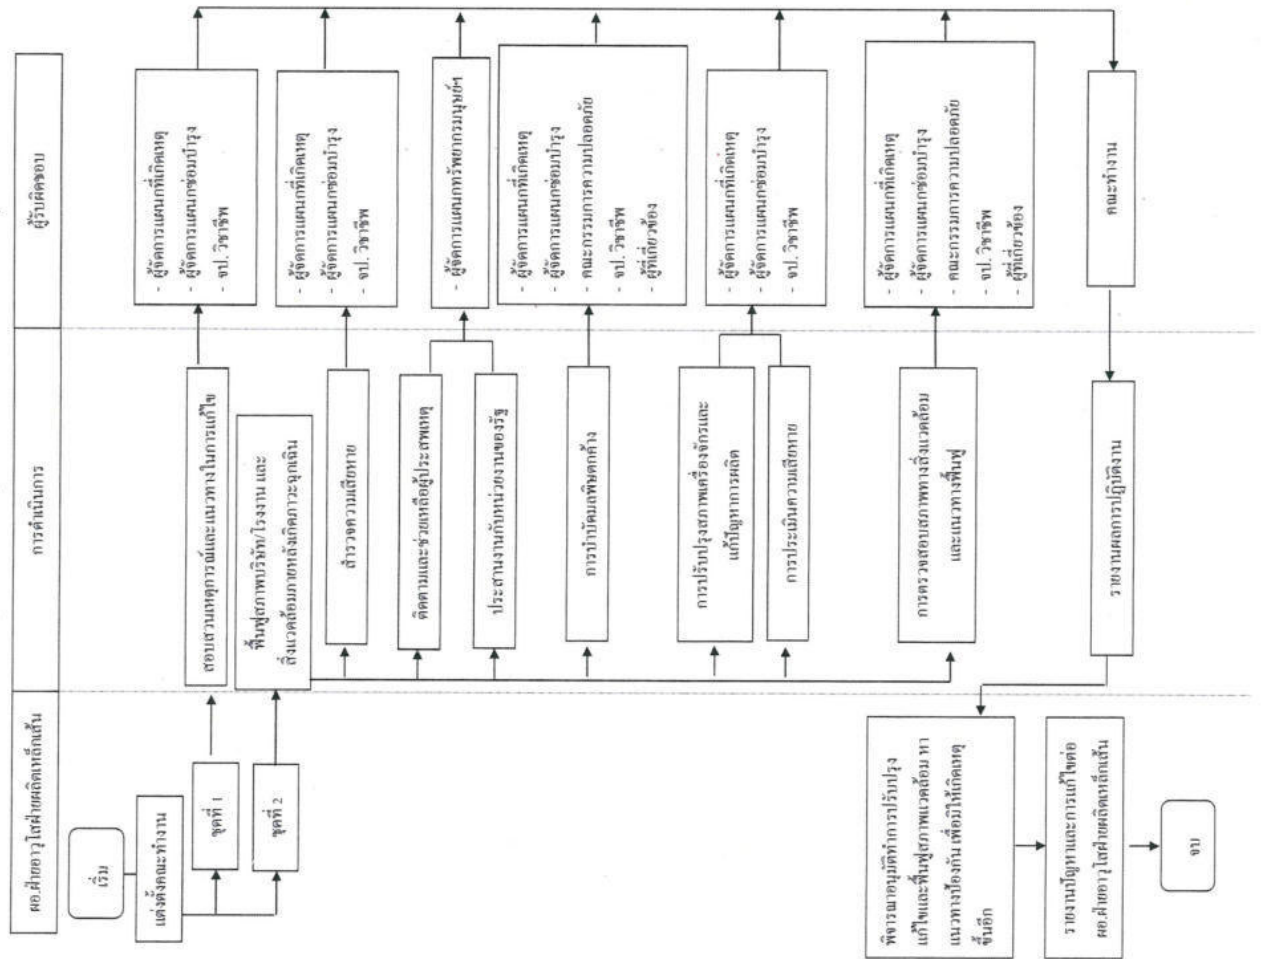 ผอ.ฝ่ายอาวุโสฝ่ายผลิตเหล็กเส้น
การดำเนินการ
ผู้รับผิดชอบ
เริ่ม
แต่งตั้งคณะทำงาน
ชุดที่ 1
สอบสวนเหตุการณ์และแนวทางในการแก้ไข
- ผู้จัดการแผนกที่เกิดเหตุ
- ผู้จัดการแผนกซ่อมบำรุง
- จป. วิชาชีพ
ชุดที่ 2
ฟื้นฟูสภาพบริษัท/โรงงาน และ
สิ่งแวดล้อมภายหลังเกิดภาวะฉุกเฉิน
สำรวจความเสียหาย
- ผู้จัดการแผนกที่เกิดเหตุ
- ผู้จัดการแผนกซ่อมบำรุง
- จป. วิชาชีพ
ติดตามและช่วยเหลือผู้ประสพเหตุ
ประสานงานกับหน่วยงานของรัฐ
- ผู้จัดการแผนกทรัพยากรมนุษย์ฯ
การบำบัดมลพิษตกค้าง
- ผู้จัดการแผนกที่เกิดเหตุ
- ผู้จัดการแผนกซ่อมบำรุง
- คณะกรรมการความปลอดภัย
- จป. วิชาชีพ
- ผู้ที่เกี่ยวข้อง
การปรับปรุงสภาพเครื่องจักรและ
แก้ปัญหาการผลิต
การประเมินความเสียหาย
- ผู้จัดการแผนกที่เกิดเหตุ
- ผู้จัดการแผนกซ่อมบำรุง
- จป. วิชาชีพ
การตรวจสอบสภาพทางสิ่งแวดล้อม
และแนวทางฟื้นฟู
- ผู้จัดการแผนกที่เกิดเหตุ
- ผู้จัดการแผนกซ่อมบำรุง
- คณะกรรมการความปลอดภัย
- จป. วิชาชีพ
- ผู้ที่เกี่ยวข้อง
คณะทำงาน
รายงานผลการปฏิบัติงาน
พิจารณาอนุมัติทำการปรับปรุง
แก้ไขและฟื้นฟูสภาพแวดล้อม หา
แนวทางป้องกัน เพื่อมิให้เกิดเหตุ
ขึ้นอีก
รายงานปัญหาและการแก้ไขต่อ
ผอ.ฝ่ายอาวุโสฝ่ายผลิตเหล็กเส้น
จบ